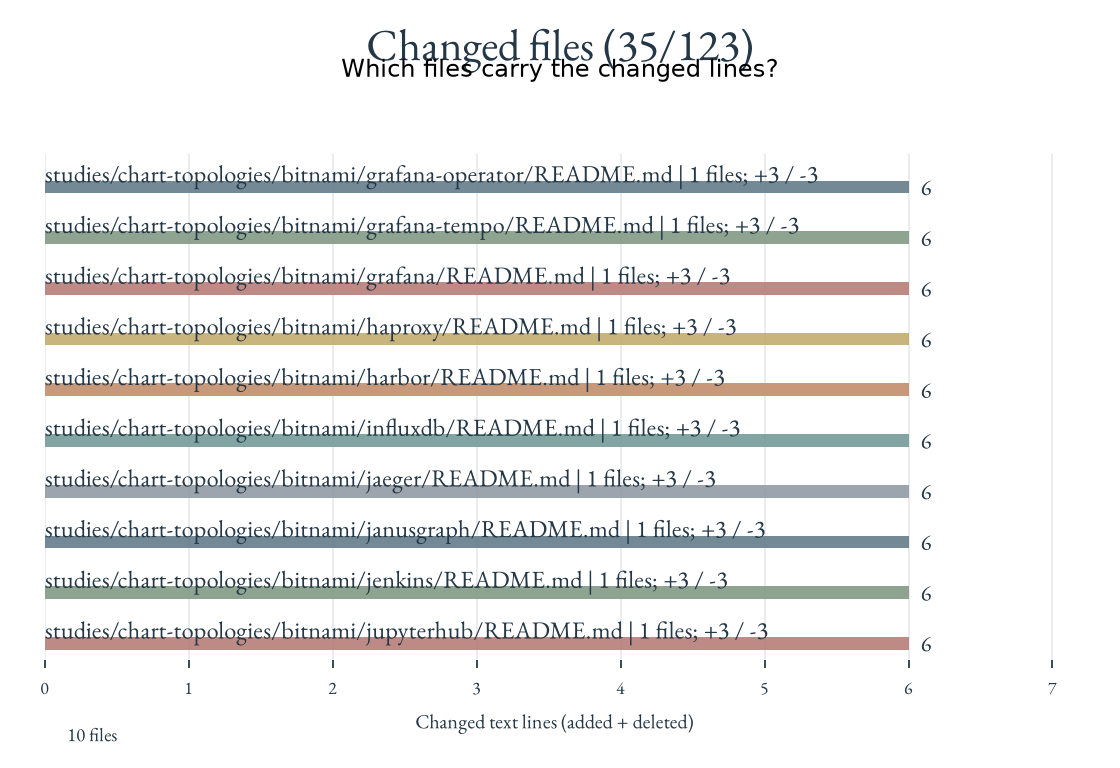 Changed files (35/123)
Which files carry the changed lines?
studies/chart-topologies/bitnami/grafana-operator/README.md | 1 files; +3 / -3
6
studies/chart-topologies/bitnami/grafana-tempo/README.md | 1 files; +3 / -3
6
studies/chart-topologies/bitnami/grafana/README.md | 1 files; +3 / -3
6
studies/chart-topologies/bitnami/haproxy/README.md | 1 files; +3 / -3
6
studies/chart-topologies/bitnami/harbor/README.md | 1 files; +3 / -3
6
studies/chart-topologies/bitnami/influxdb/README.md | 1 files; +3 / -3
6
studies/chart-topologies/bitnami/jaeger/README.md | 1 files; +3 / -3
6
studies/chart-topologies/bitnami/janusgraph/README.md | 1 files; +3 / -3
6
studies/chart-topologies/bitnami/jenkins/README.md | 1 files; +3 / -3
6
studies/chart-topologies/bitnami/jupyterhub/README.md | 1 files; +3 / -3
6
0 1 2 3 4 5 6 7
Changed text lines (added + deleted)
10 files